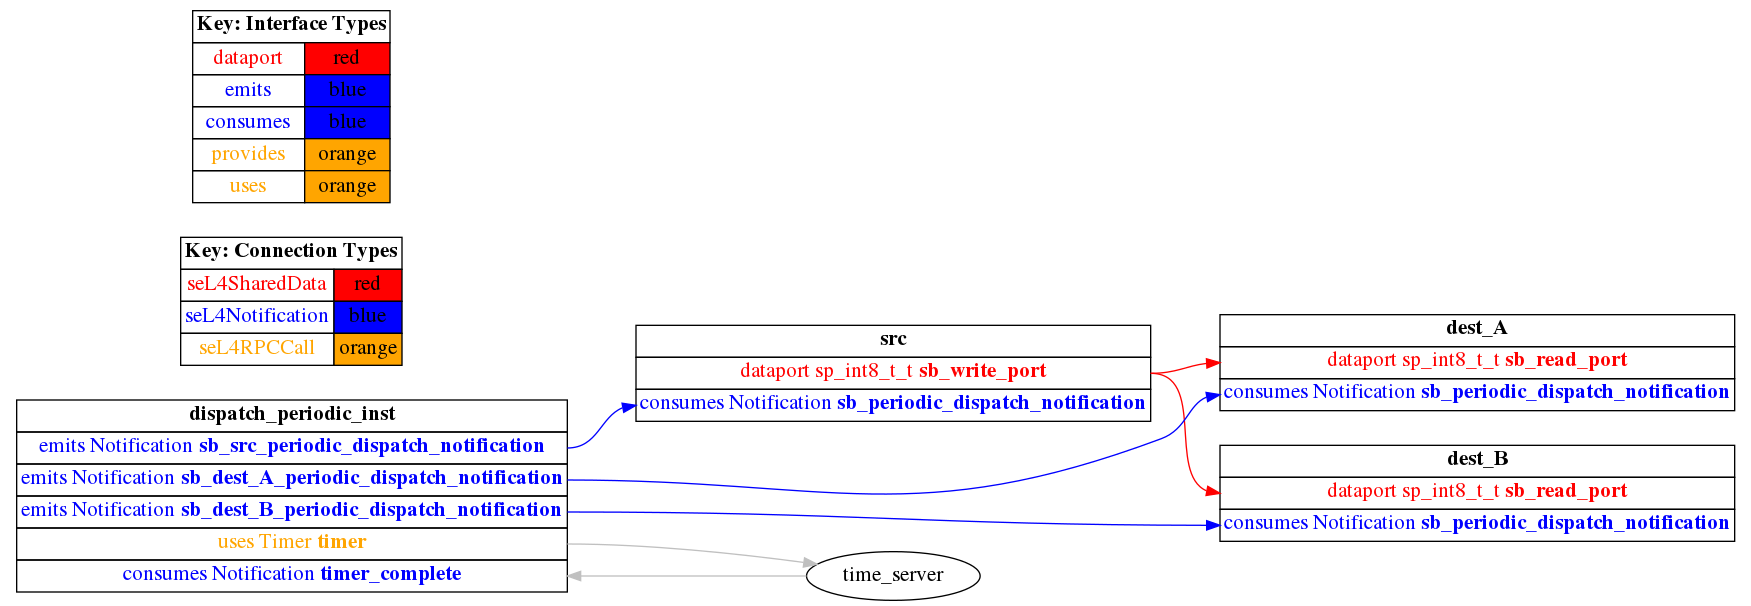 Key: Interface Types
dataport red
emits blue
consumes blue
provides orange
uses orange
Key: Connection Types
seL4SharedData red
seL4Notification blue
seL4RPCCall orange
dispatch_periodic_inst
emits Notification sb_src_periodic_dispatch_notification
emits Notification sb_dest_A_periodic_dispatch_notification
emits Notification sb_dest_B_periodic_dispatch_notification
uses Timer timer
consumes Notification timer_complete
src
dataport sp_int8_t_t sb_write_port
consumes Notification sb_periodic_dispatch_notification
time_server
dest_A
dataport sp_int8_t_t sb_read_port
consumes Notification sb_periodic_dispatch_notification
dest_B
dataport sp_int8_t_t sb_read_port
consumes Notification sb_periodic_dispatch_notification